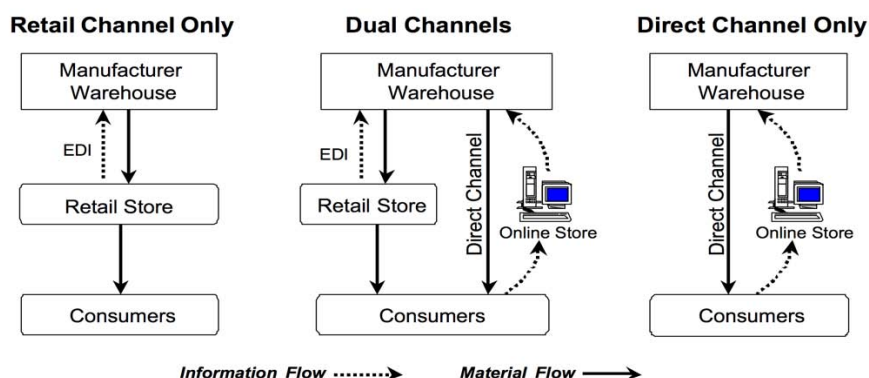 Retail Channel Only
Manufacturer
Warehouse
EDI
Retail Store
Consumers
Dual Channels
Manufacturer
Warehouse
EDI
Retail Store
Direct Channel
Online Store
Consumers
Direct Channel Only
Manufacturer
Warehouse
Direct Channel
Online Store
Consumers
Information Flow
Material Flow